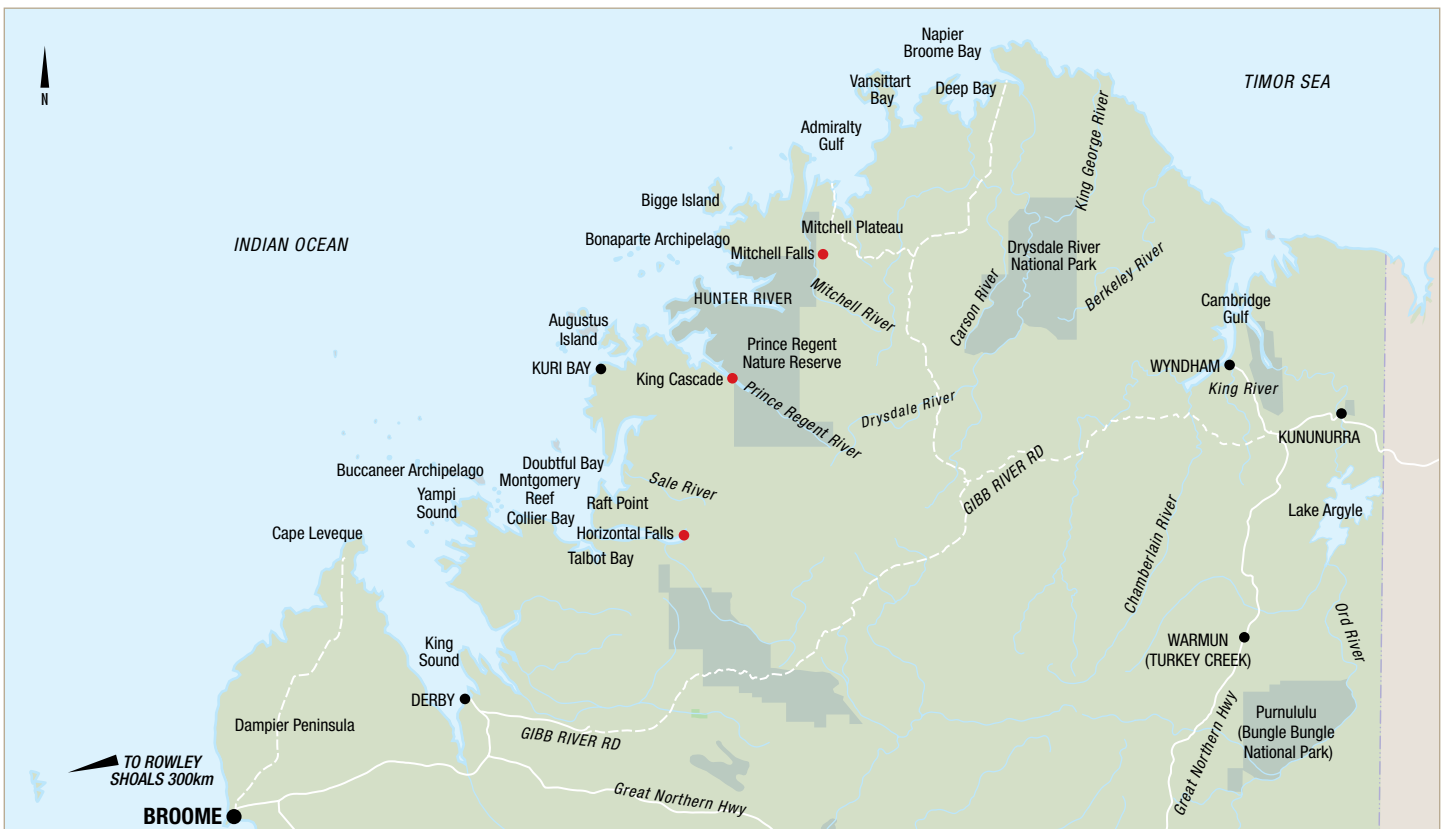 Napier
Broome Bay
TIMOR SEA
N
Vansittart
Bay
Deep Bay
Admiralty
Gulf
King George River
Bigge Island
INDIAN OCEAN
Bonaparte Archipelago
Mitchell Plateau
Mitchell Falls
Drysdale River
National Park
Berkeley River
Carson River
Mitchell River
HUNTER RIVER
Cambridge
Gulf
Augustus
Island
KURI BAY
Prince Regent
Nature Reserve
King Cascade
Prince Regent River
WYNDHAM
King River
Drysdale River
KUNUNURRA
Buccaneer Archipelago
Yampi
Sound
Doubtful Bay
Montgomery
Reef
Collier Bay
Raft Point
Sale River
GIBB RIVER RD
Lake Argyle
Cape Leveque
Horizontal Falls
Talbot Bay
Chamberlain River
Ord River
King
Sound
WARMUN
(TURKEY CREEK)
DERBY
Dampier Peninsula
GIBB RIVER RD
Purnululu
(Bungle Bungle
National Park)
Great Northern Hwy
TO ROWLEY
SHOALS 300km
Great Northern Hwy
BROOME